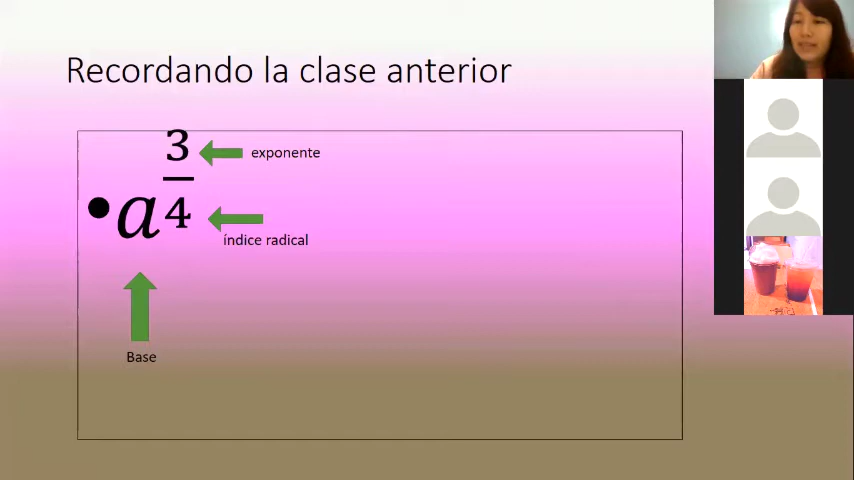 Recordando la clase anterior
3
exponente
•a
4
índice radical
Base